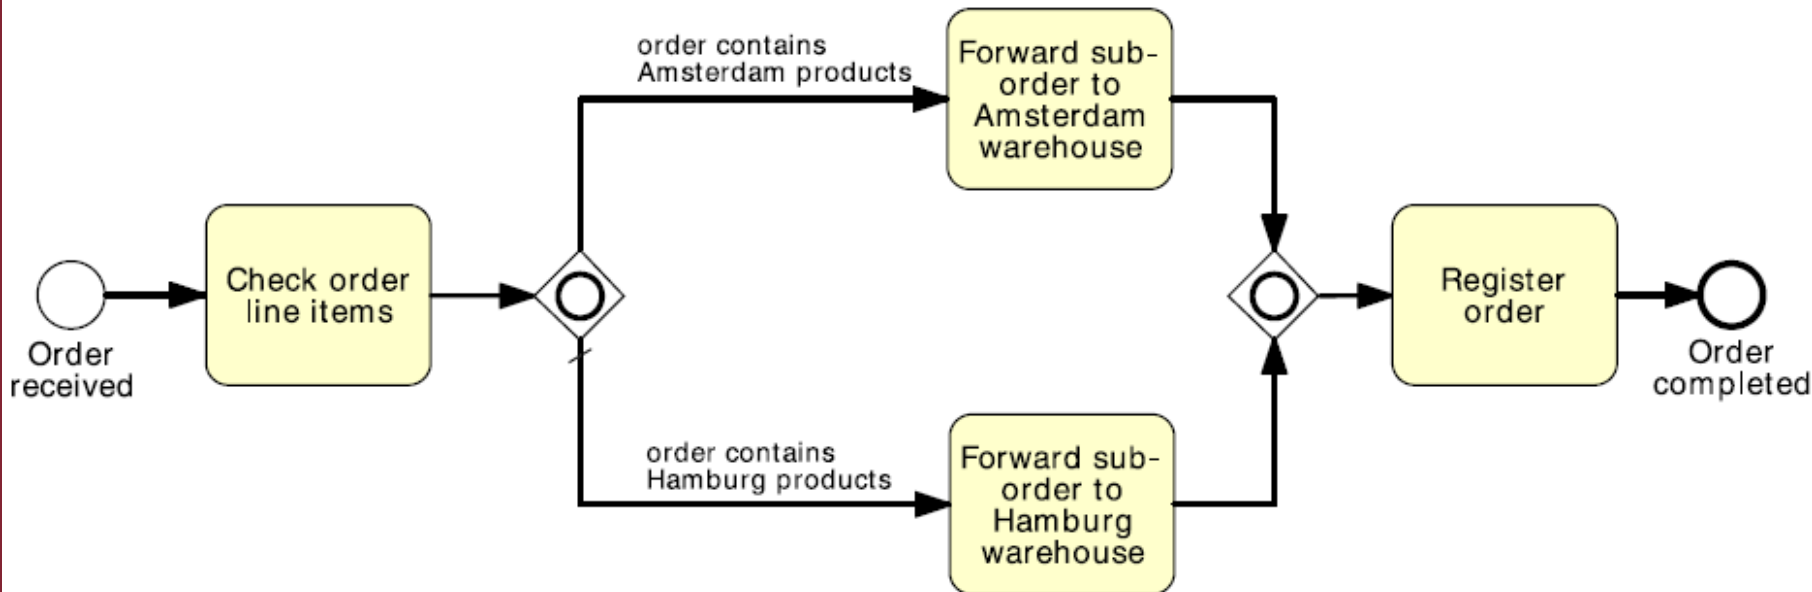 Order
received
Check order
line items
order contains
Amsterdam products
Forward sub-
order to
Amsterdam
warehouse
order contains
Hamburg products
Forward sub-
order to
Hamburg
warehouse
Register
order
Order
completed